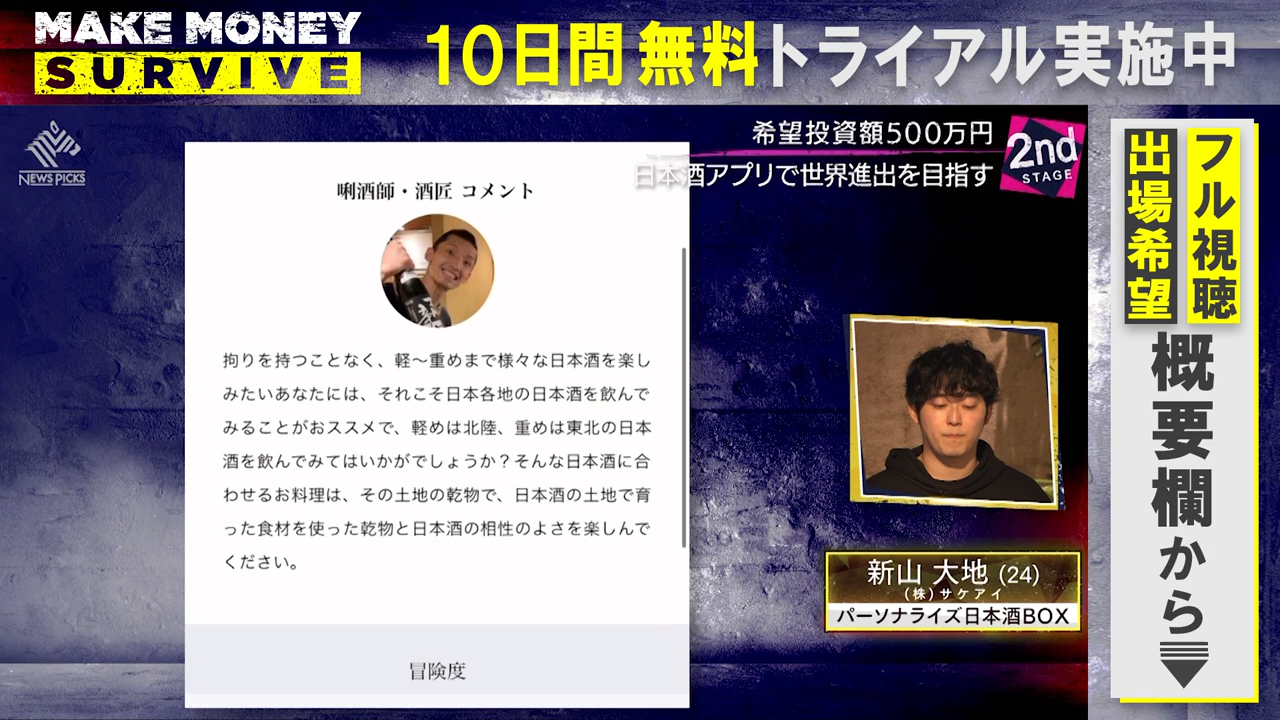 MAKE MONEY
SURVIVE
10日間無料トライアル実施中
NEWS PICKS
希望投資額500万円
日本酒アプリで世界進出を目指す
2nd
STAGE
唎酒師・酒匠 コメント
拘りを持つことなく、軽〜重めまで様々な日本酒を楽し
みたいあなたには、それこそ日本各地の日本酒を飲んで
みることがおススメで、軽めは北陸、重めは東北の日本
酒を飲んでみてはいかがでしょうか？そんな日本酒に合
わせるお料理は、その土地の乾物で、日本酒の土地で育
った食材を使った乾物と日本酒の相性のよさを楽しんで
ください。
冒険度
新山 大地 (24)
(株)サケアイ
パーソナライズ日本酒BOX
フル視聴
出場希望
概要欄から